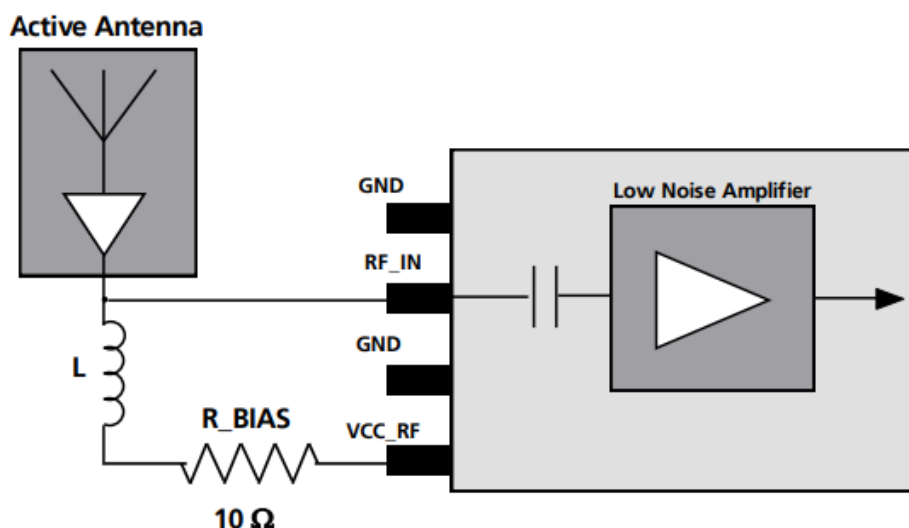 Active Antenna
GND
Low Noise Amplifier
RF_IN
GND
L
R_BIAS
VCC_RF
10 Ω